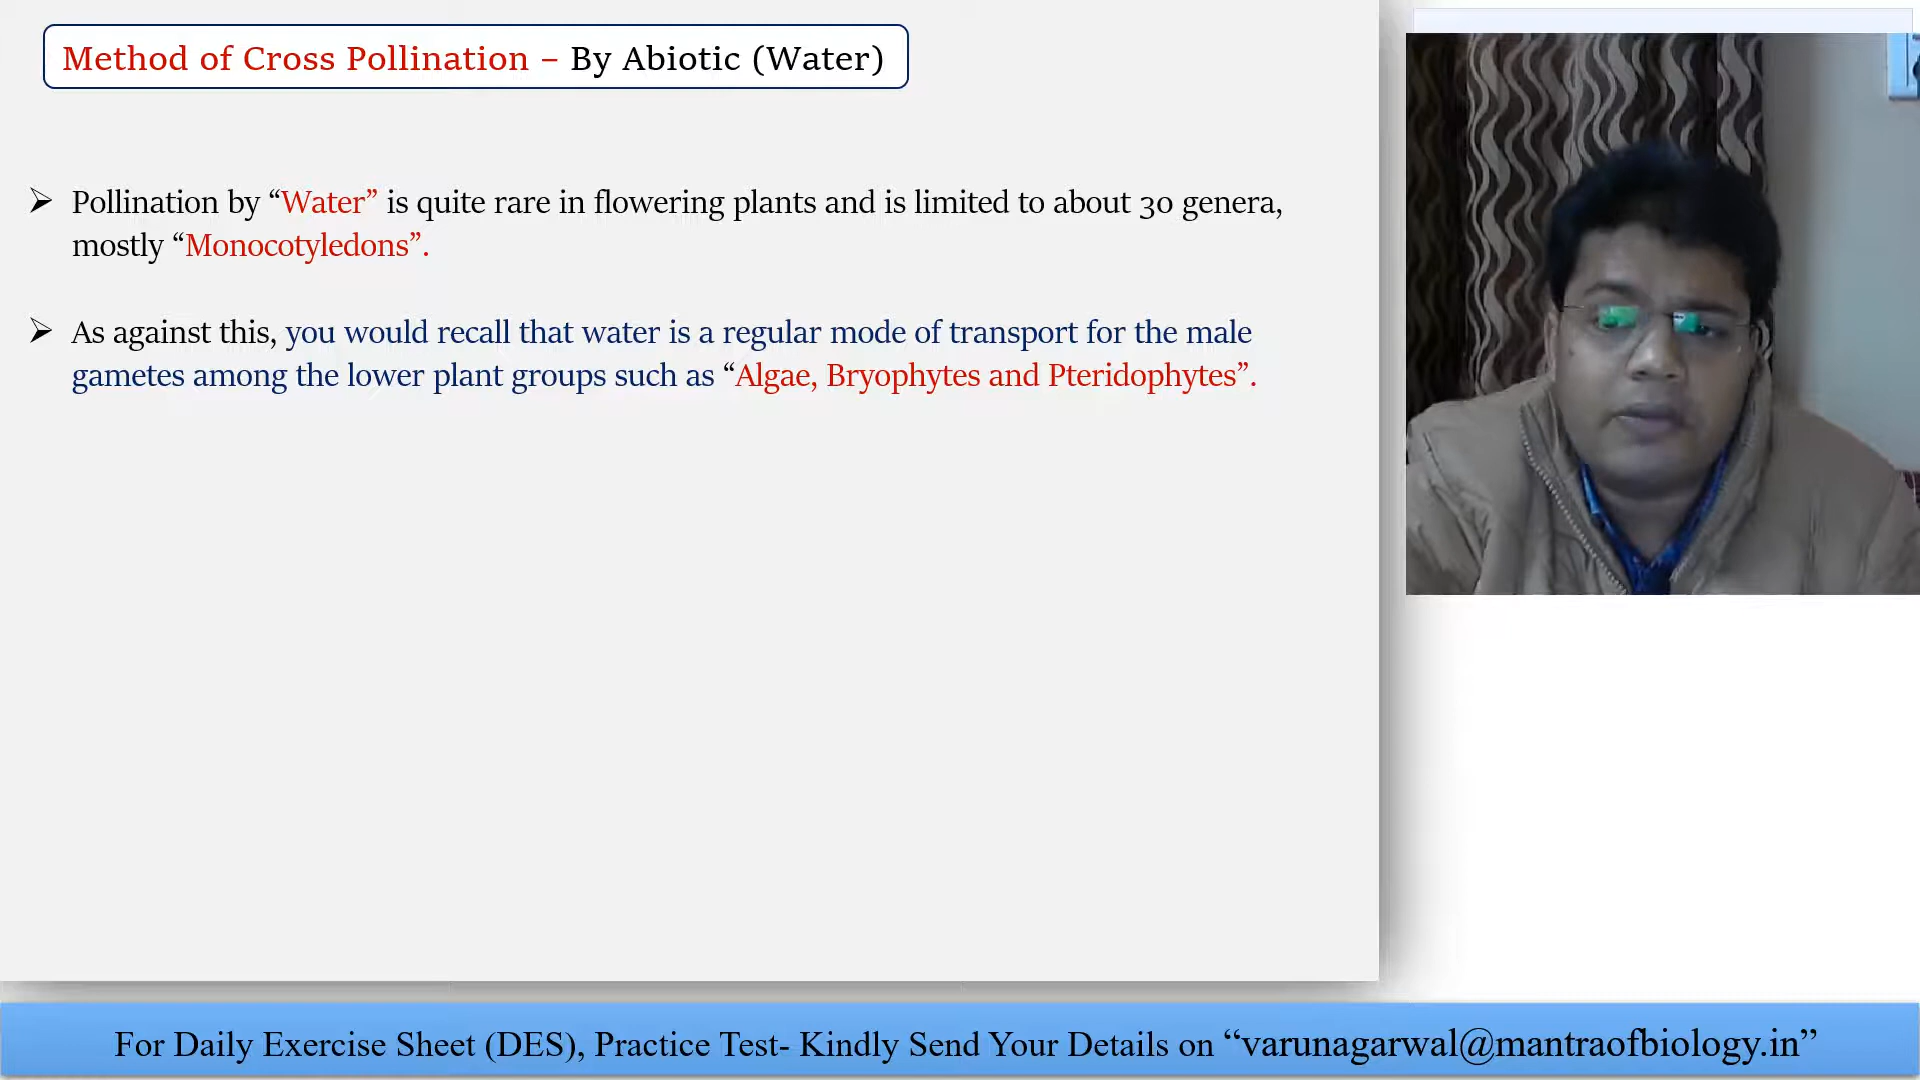 Method of Cross Pollination – By Abiotic (Water)
➢ Pollination by “Water” is quite rare in flowering plants and is limited to about 30 genera,
mostly “Monocotyledons”.
➢ As against this, you would recall that water is a regular mode of transport for the male
gametes among the lower plant groups such as “Algae, Bryophytes and Pteridophytes”.
For Daily Exercise Sheet (DES), Practice Test- Kindly Send Your Details on “varunagarwal@mantraofbiology.in”